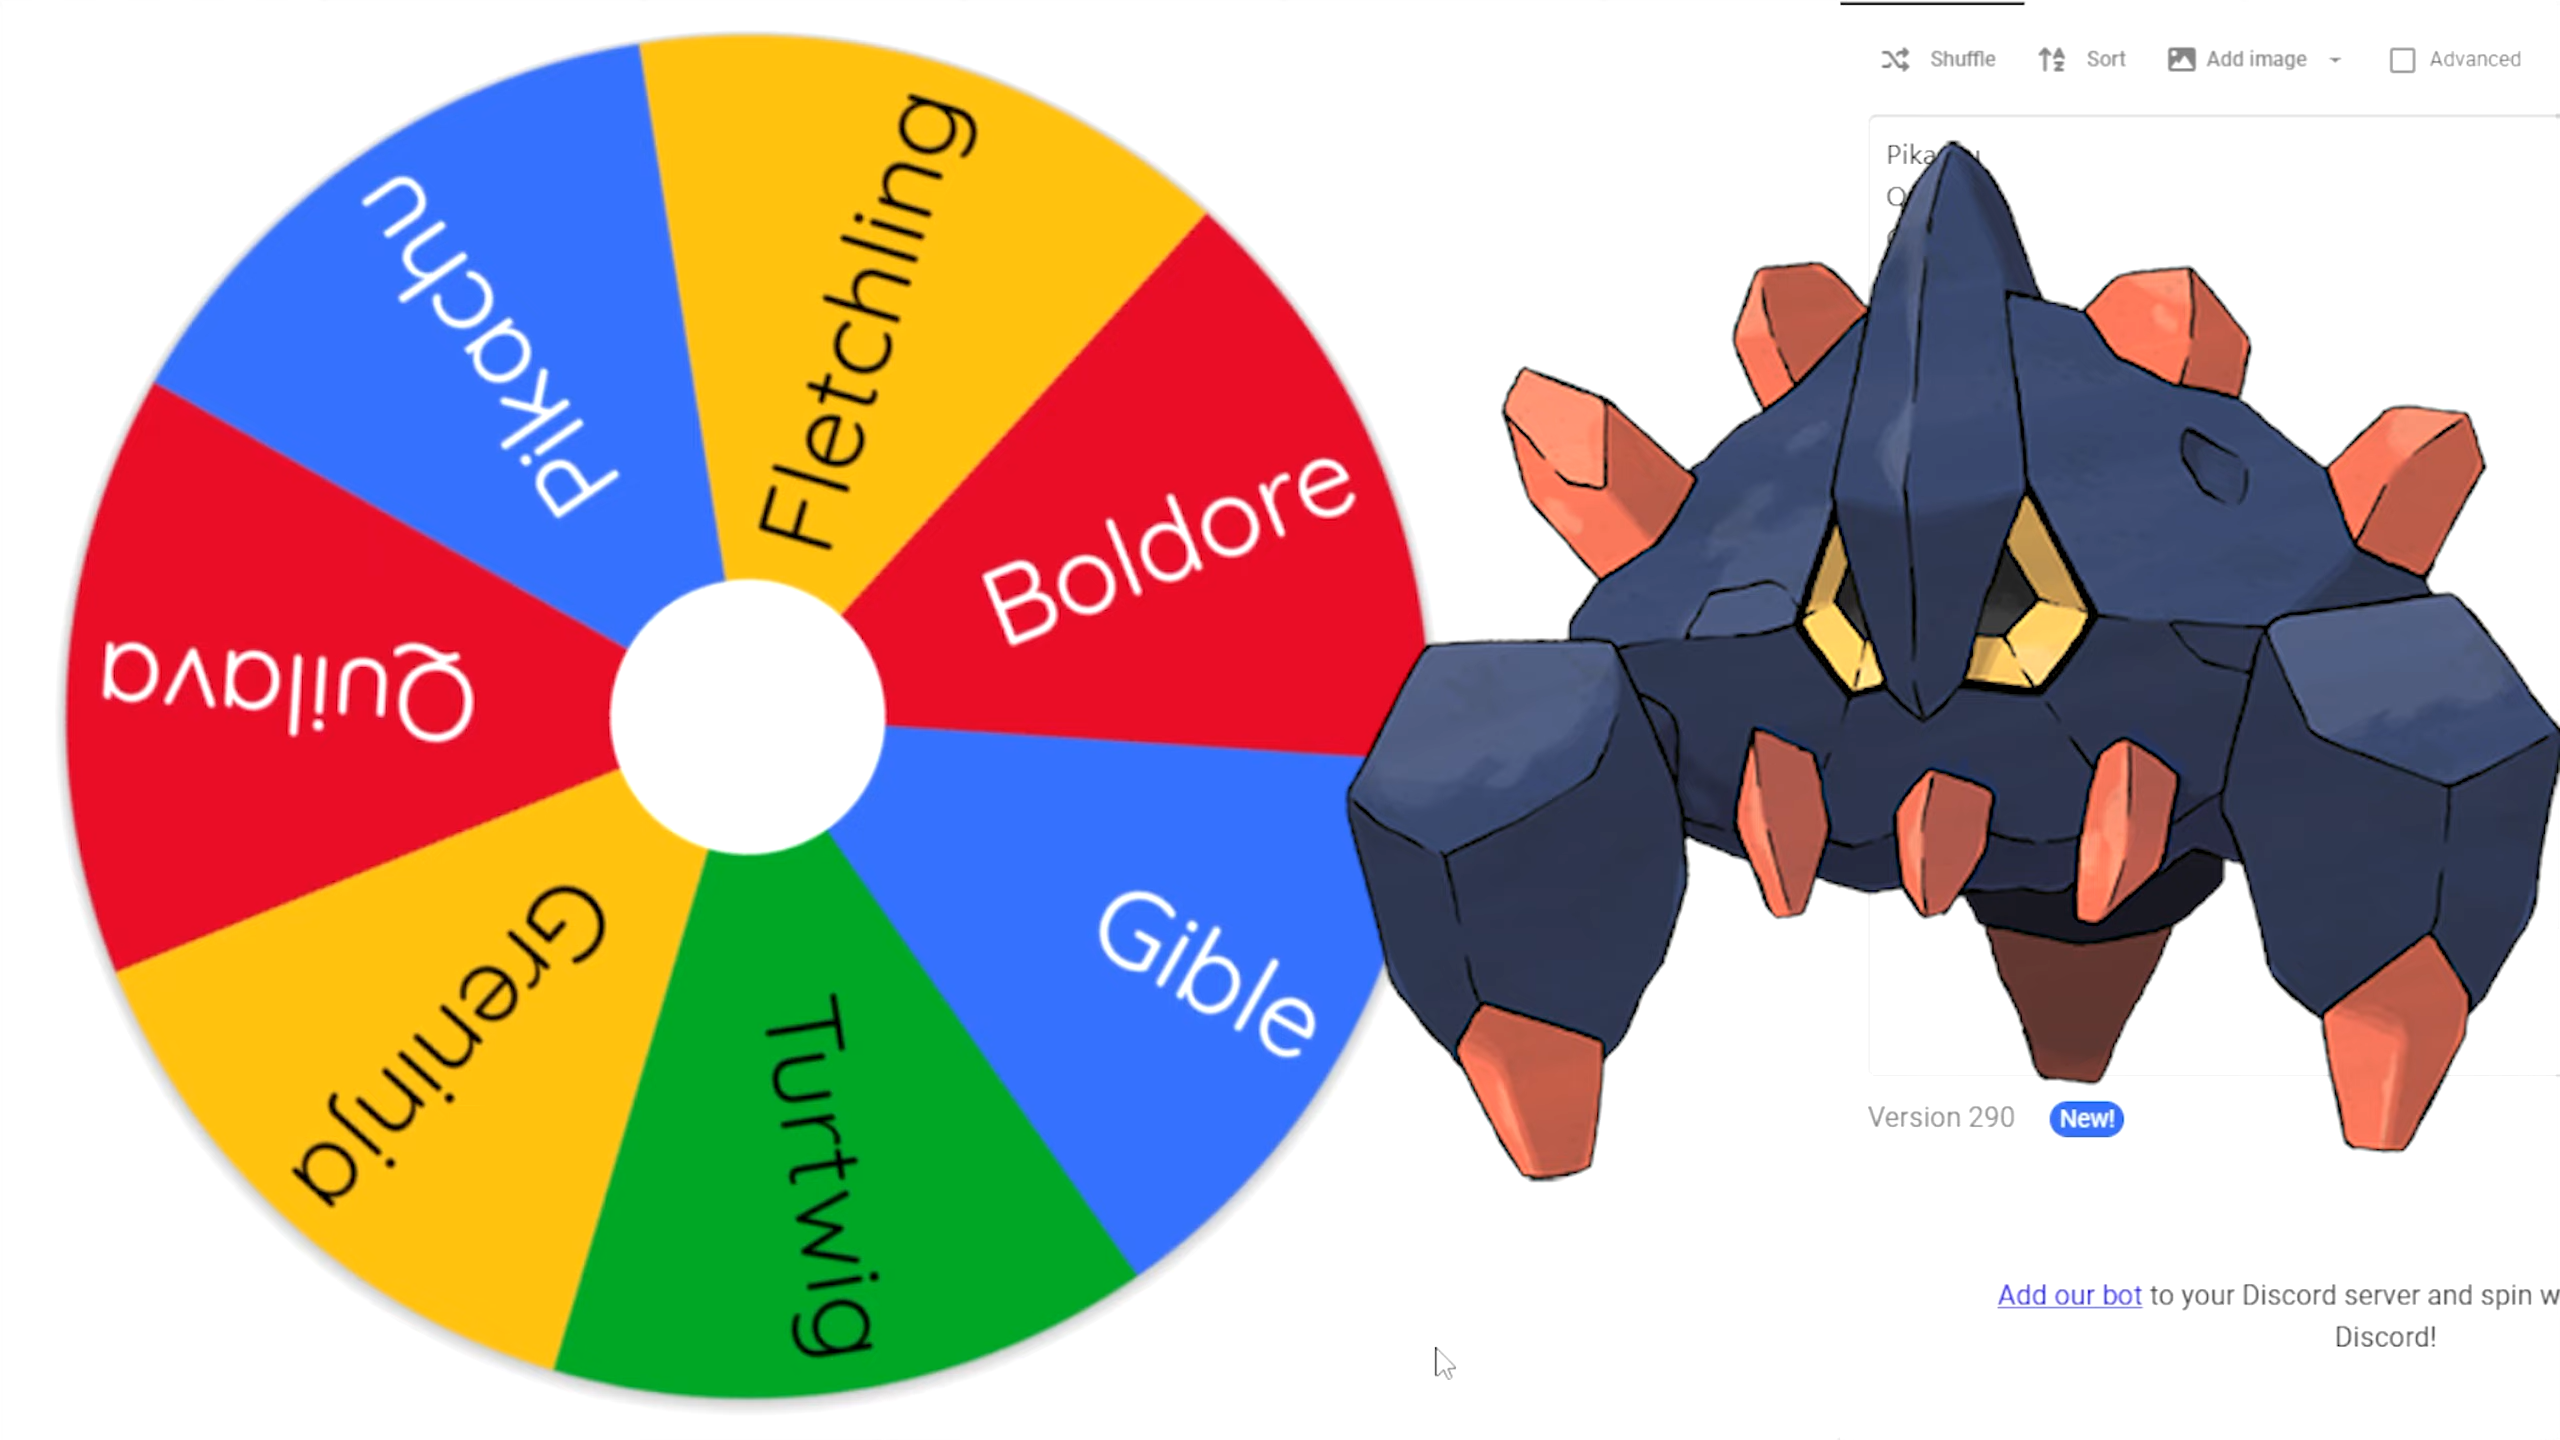 Shuffle
Sort
Add image
Advanced
Fletchling
Pikachu
Boldore
Quilava
Gible
Greninja
Turtwig
Version 290
New!
Add our bot to your Discord server and spin
Discord!